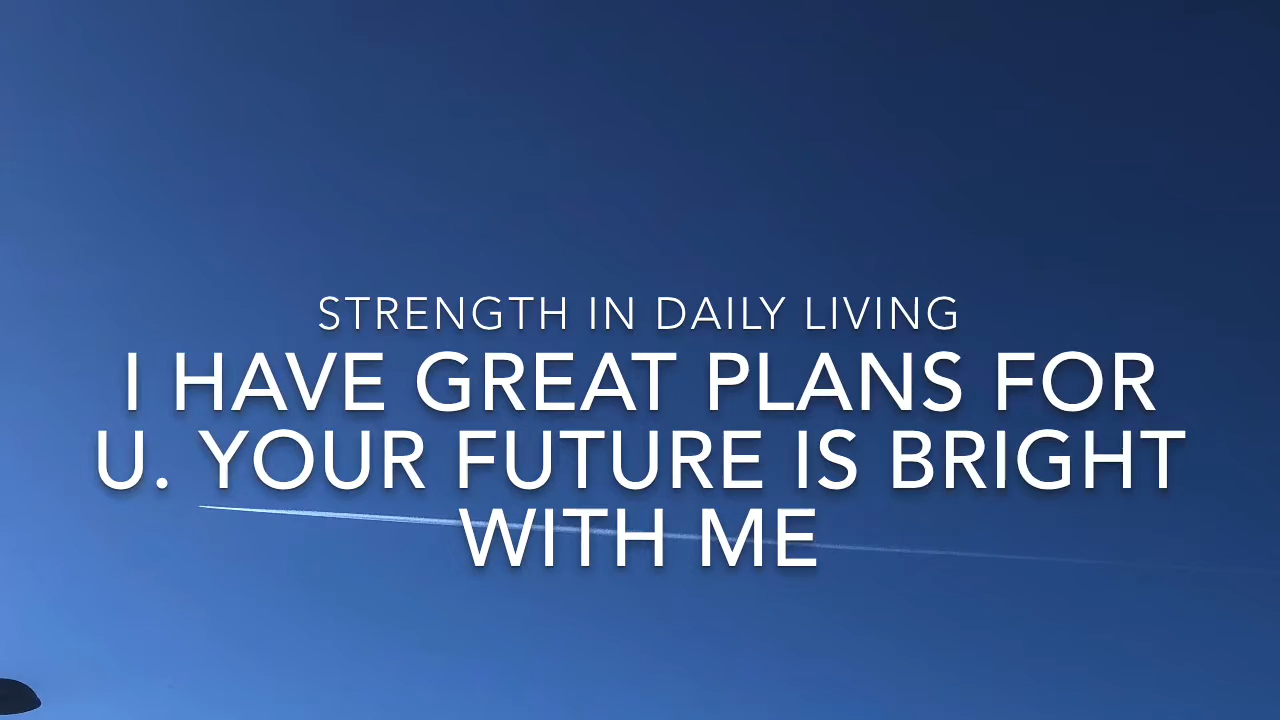 STRENGTH IN DAILY LIVING
I HAVE GREAT PLANS FOR
U. YOUR FUTURE IS BRIGHT
WITH ME